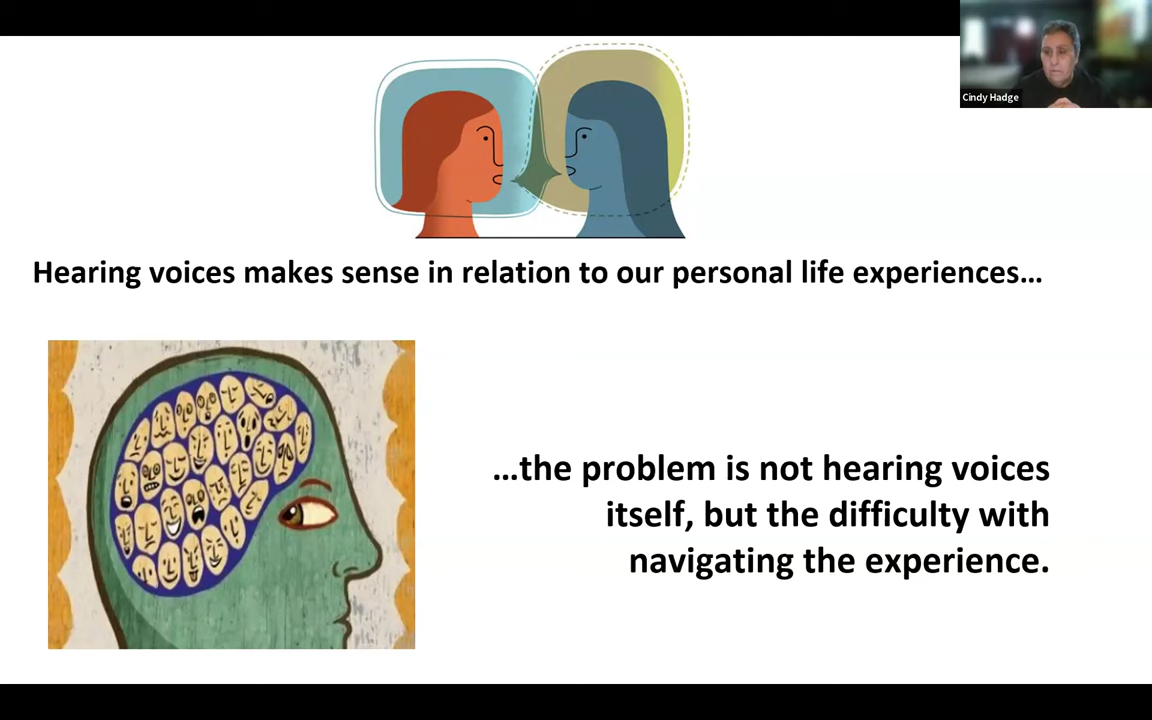 Cindy Hadge
Hearing voices makes sense in relation to our personal life experiences…
…the problem is not hearing voices
itself, but the difficulty with
navigating the experience.